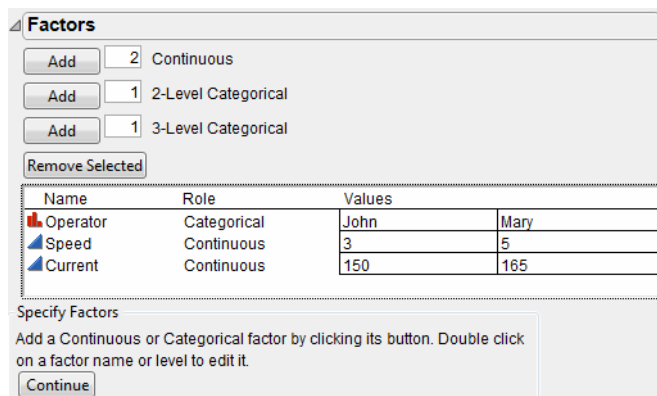 Factors
Add 2 Continuous
Add 1 2-Level Categorical
Add 1 3-Level Categorical
Remove Selected
Name Role Values
Operator Categorical John Mary
Speed Continuous 3 5
Current Continuous 150 165
Specify Factors
Add a Continuous or Categorical factor by clicking its button. Double click
on a factor name or level to edit it.
Continue